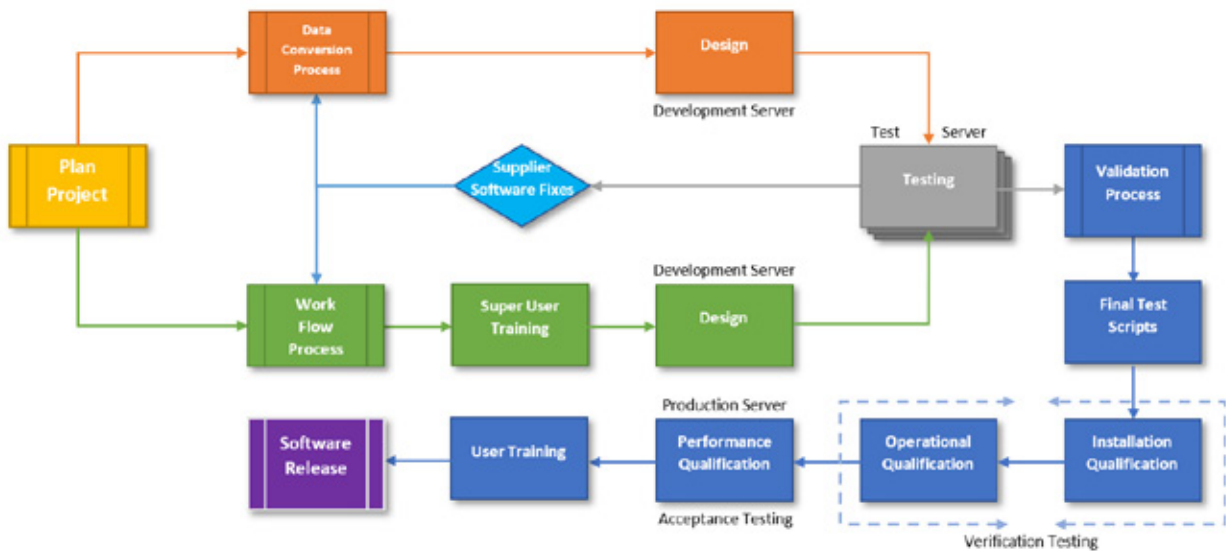 Data
Conversion
Process
Design
Development Server
Test Server
Plan
Project
Supplier
Software Fixes
Testing
Validation
Process
Development Server
Work
Flow
Process
Super User
Training
Design
Final Test
Scripts
Production Server
Software
Release
User Training
Performance
Qualification
Operational
Qualification
Installation
Qualification
Acceptance Testing
Verification Testing